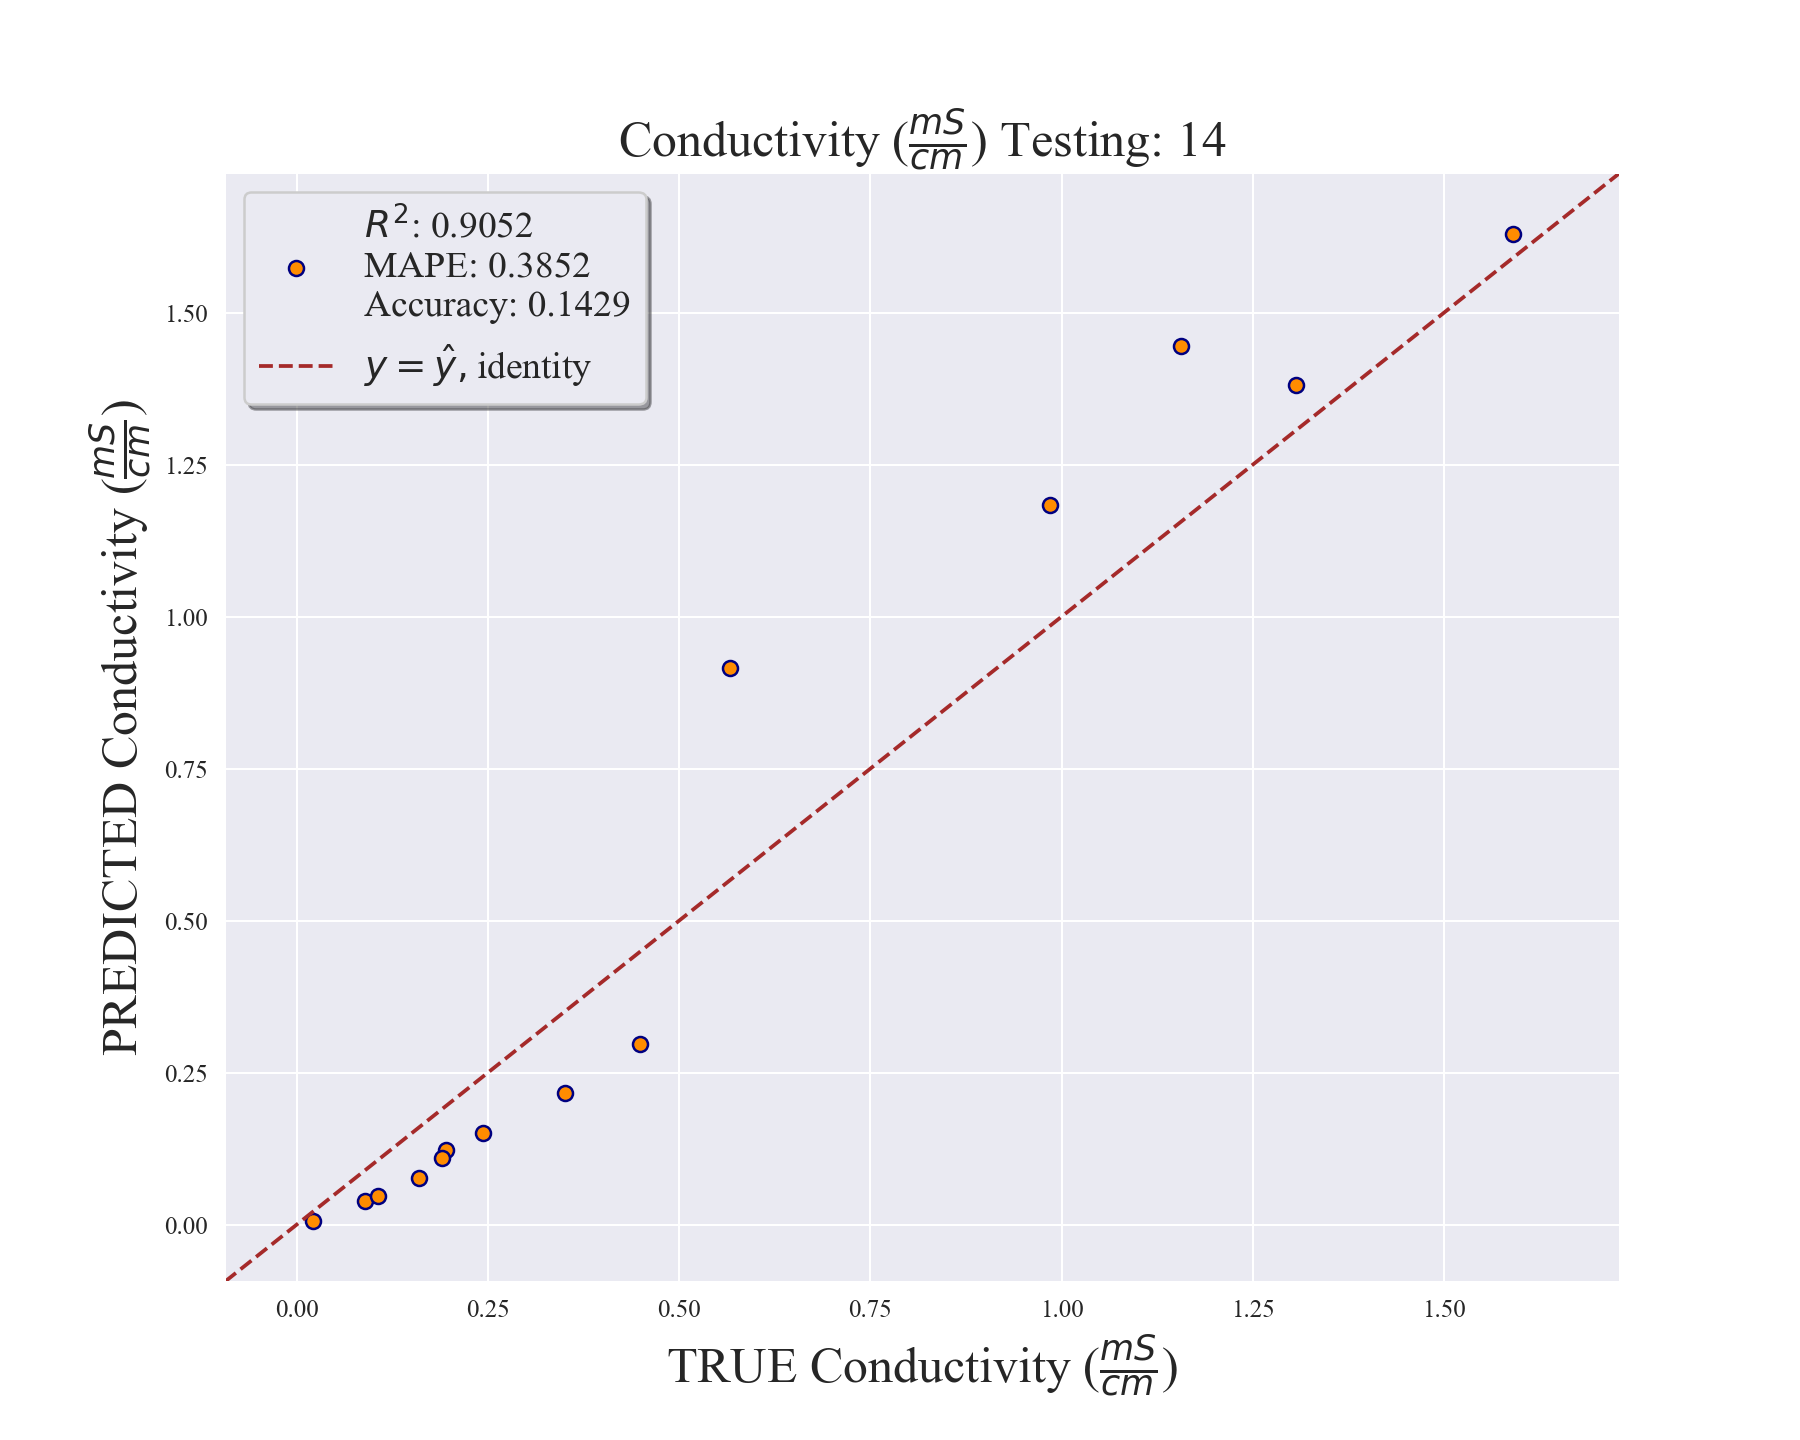 Conductivity (mS/cm) Testing: 14
R²: 0.9052
MAPE: 0.3852
Accuracy: 0.1429
y = ŷ, identity
PREDICTED Conductivity (mS/cm)
1.50
1.25
1.00
0.75
0.50
0.25
0.00
0.00 0.25 0.50 0.75 1.00 1.25 1.50
TRUE Conductivity (mS/cm)